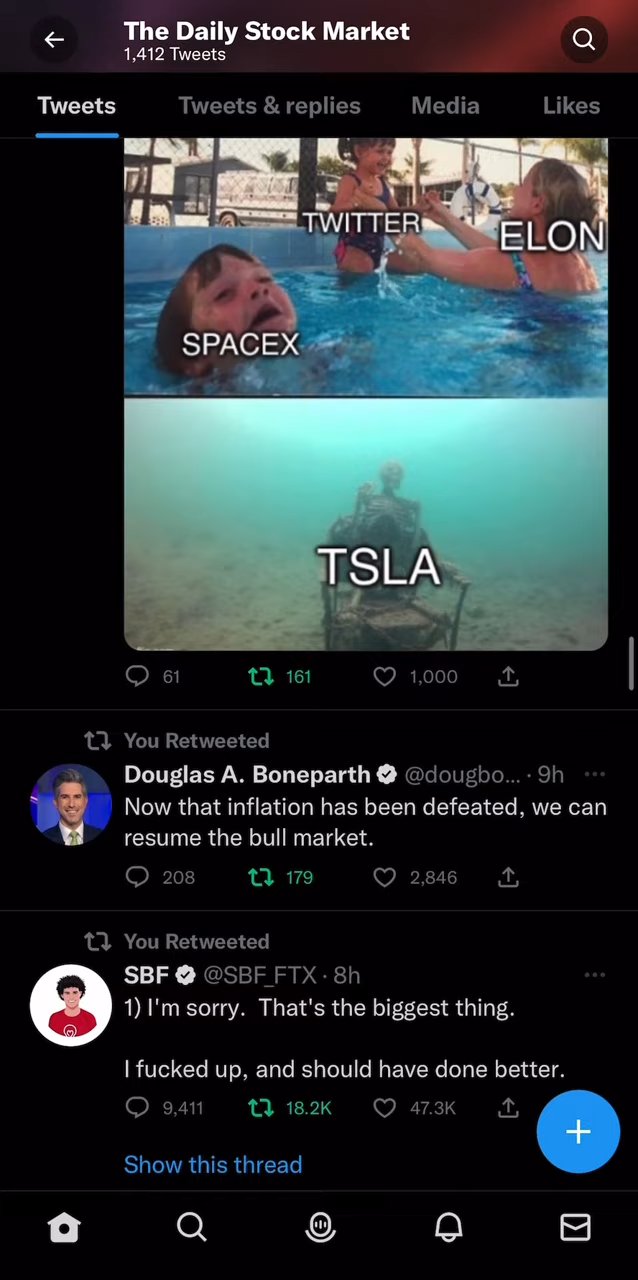 The Daily Stock Market
1,412 Tweets
Tweets Tweets & replies Media Likes
TWITTER
ELON
SPACEX
TSLA
61 161 1,000
You Retweeted
Douglas A. Boneparth @dougbo... · 9h
Now that inflation has been defeated, we can
resume the bull market.
208 179 2,846
You Retweeted
SBF @SBF_FTX · 8h
1) I'm sorry.  That's the biggest thing.
I fucked up, and should have done better.
9,411 18.2K 47.3K
Show this thread